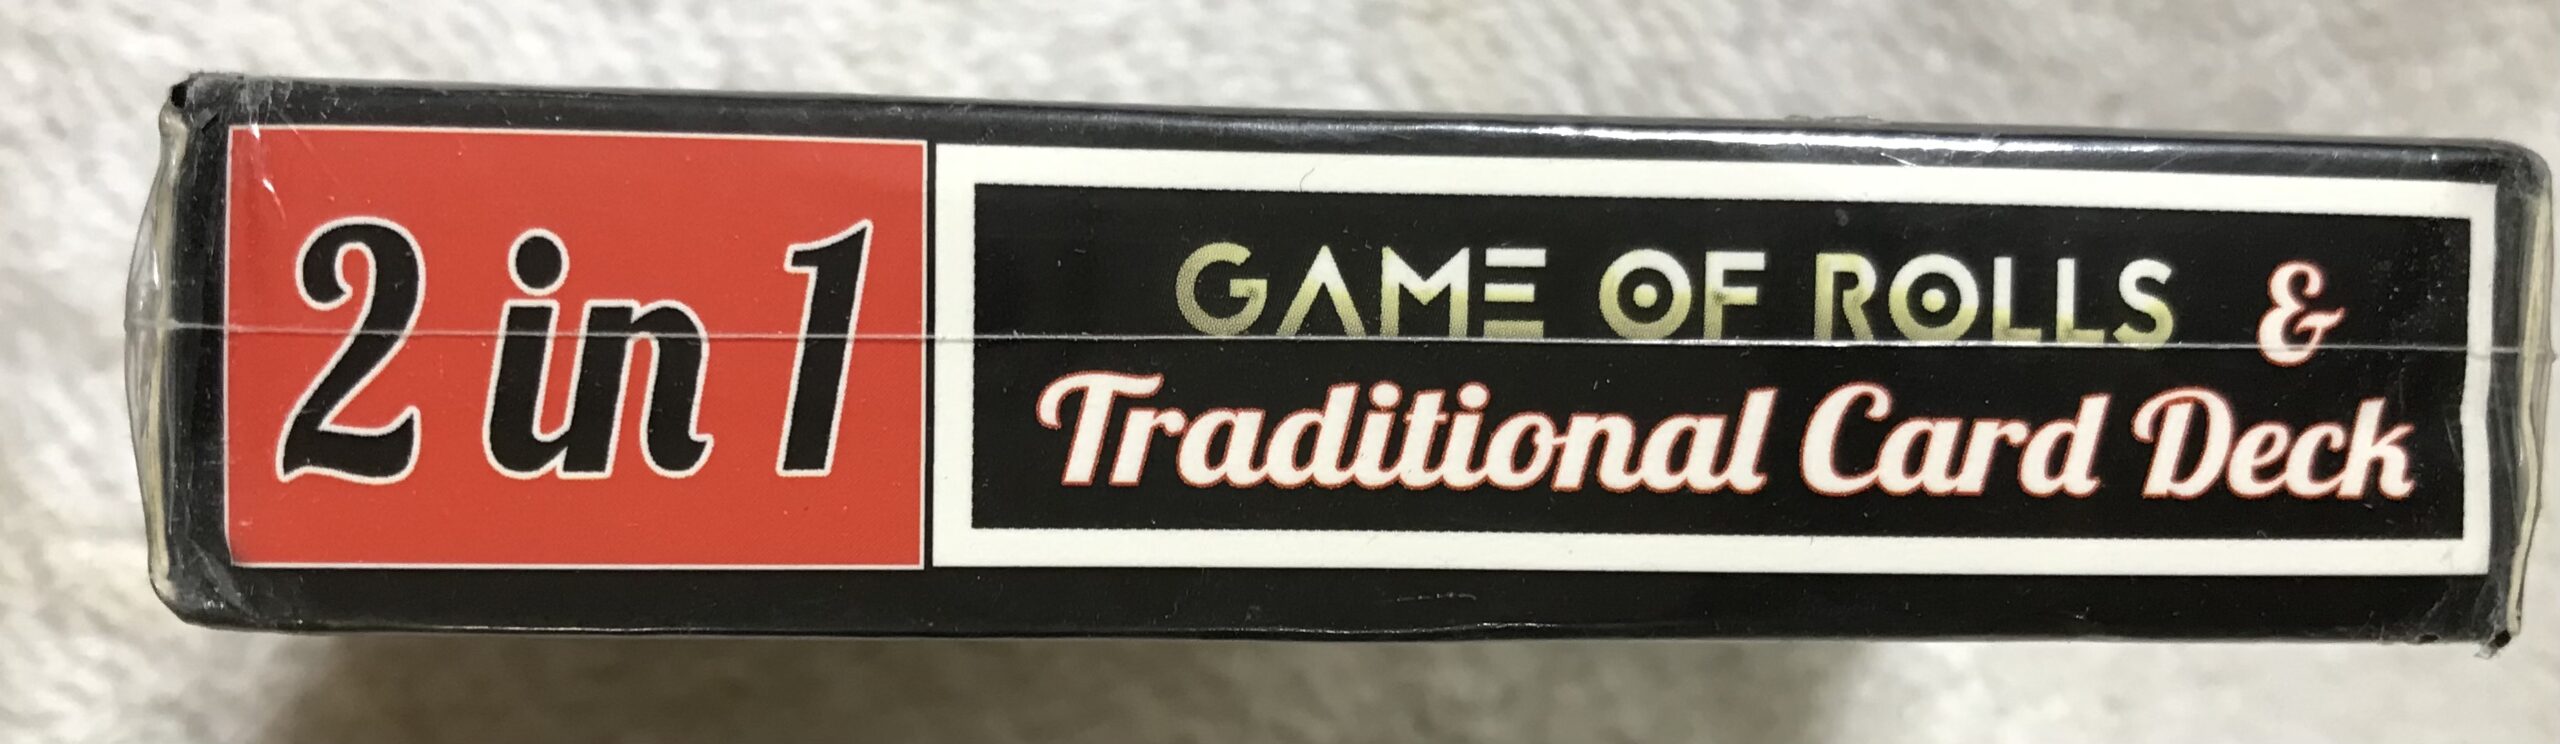 2 in 1
GAME OF ROLLS &
Traditional Card Deck